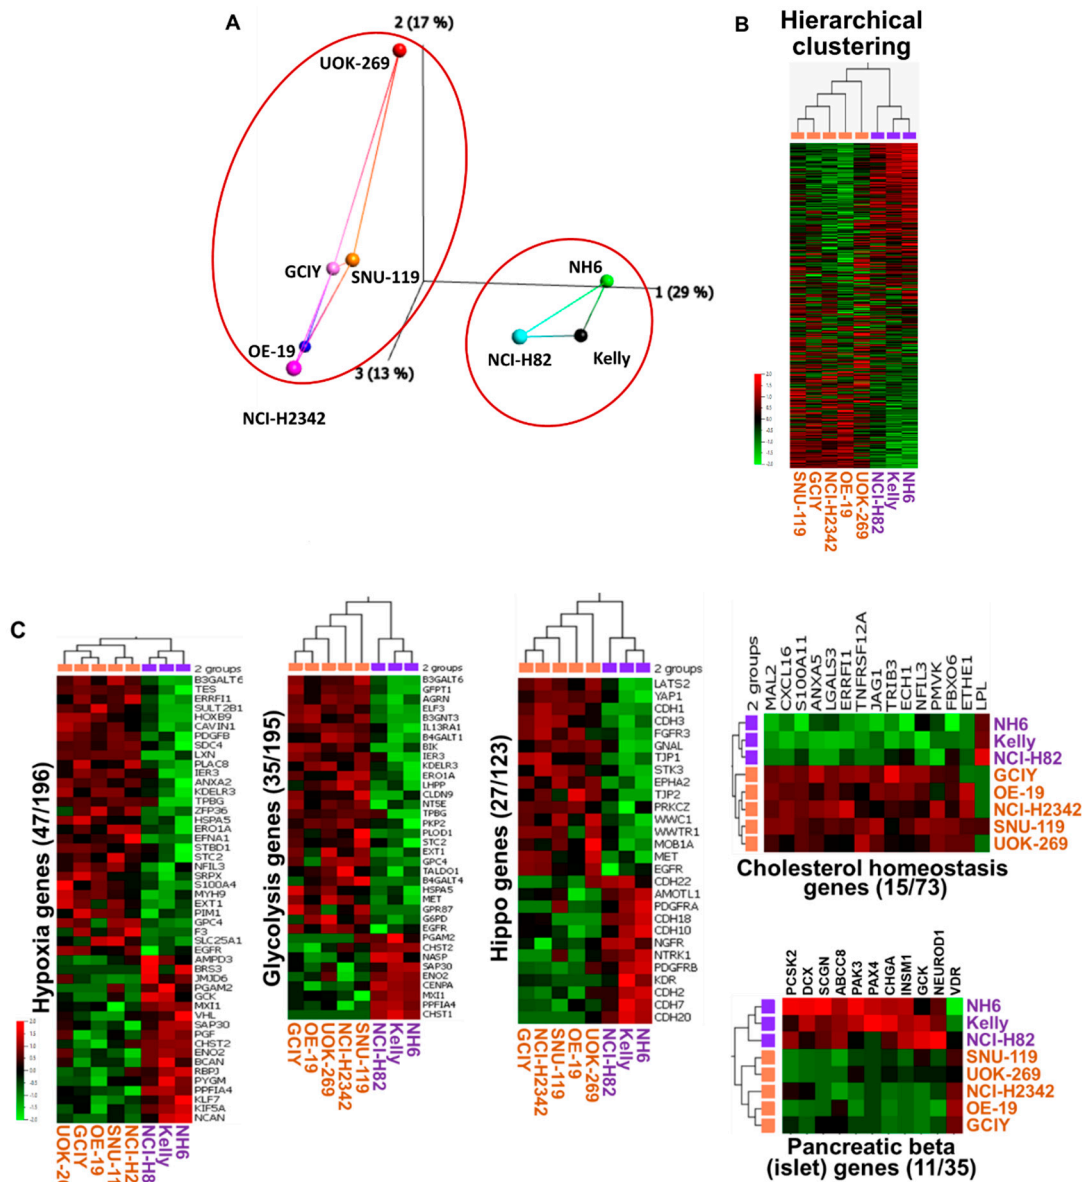 A
2 (17 %)
UOK-269
GCIY
SNU-119
OE-19
NCI-H2342
3 (13 %)
NH6
1 (29 %)
NCI-H82
Kelly
B
Hierarchical
clustering
SNU-119
GCIY
NCI-H2342
OE-19
UOK-269
NCI-H82
Kelly
NH6
C
Hypoxia genes (47/196)
2 groups
B3GALT6
TES
ERRFI1
SULT2B1
HOXB9
CAVIN1
PDGFB
SDC4
LXN
PLAC8
IER3
ANXA2
KDELR3
TPBG
ZFP36
HSPA5
ERO1A
EFNA1
STBD1
STC2
NFIL3
SRPX
S100A4
MYH9
EXT1
PIM1
GPC4
F3
SLC25A1
EGFR
AMPD3
BRS3
JMJD6
PGAM2
GCK
MXI1
VHL
SAP30
PGF
CHST2
ENO2
BCAN
RBPJ
PYGM
PPFIA4
KLF7
KIF5A
NCAN
UOK-26
GCIY
OE-19
SNU-11
NCI-H2
NCI-H8
Kelly
NH6
Glycolysis genes (35/195)
2 groups
B3GALT6
GFPT1
AGRN
ELF3
B3GNT3
IL13RA1
B4GALT1
BIK
IER3
KDELR3
ERO1A
LHPP
CLDN9
NT5E
TPBG
PKP2
PLOD1
STC2
EXT1
GPC4
TALDO1
B4GALT4
HSPA5
MET
GPR87
G6PD
EGFR
PGAM2
CHST2
NASP
SAP30
ENO2
CENPA
MXI1
PPFIA4
CHST1
GCIY
OE-19
UOK-269
NCI-H2342
SNU-119
NCI-H82
Kelly
NH6
Hippo genes (27/123)
2 groups
LATS2
YAP1
CDH1
CDH3
FGFR3
GNAL
TJP1
STK3
EPHA2
TJP2
PRKCZ
WWC1
WWTR1
MOB1A
MET
EGFR
CDH22
AMOTL1
PDGFRA
CDH18
CDH10
NGFR
NTRK1
PDGFRB
KDR
CDH2
CDH7
CDH20
GCIY
NCI-H2342
SNU-119
OE-19
UOK-269
NCI-H82
Kelly
NH6
2 groups
MAL2
CXCL16
S100A11
ANXA5
LGALS3
ERRFI1
TNFRSF12A
JAG1
TRIB3
ECH1
NFIL3
PMVK
FBXO6
ETHE1
LPL
NH6
Kelly
NCI-H82
GCIY
OE-19
NCI-H2342
SNU-119
UOK-269
Cholesterol homeostasis
genes (15/73)
PCSK2
DCX
SCGN
ABCC8
PAK3
PAX4
CHGA
INSM1
GCK
NEUROD1
VDR
NH6
Kelly
NCI-H82
SNU-119
UOK-269
NCI-H2342
OE-19
GCIY
Pancreatic beta
(islet) genes (11/35)